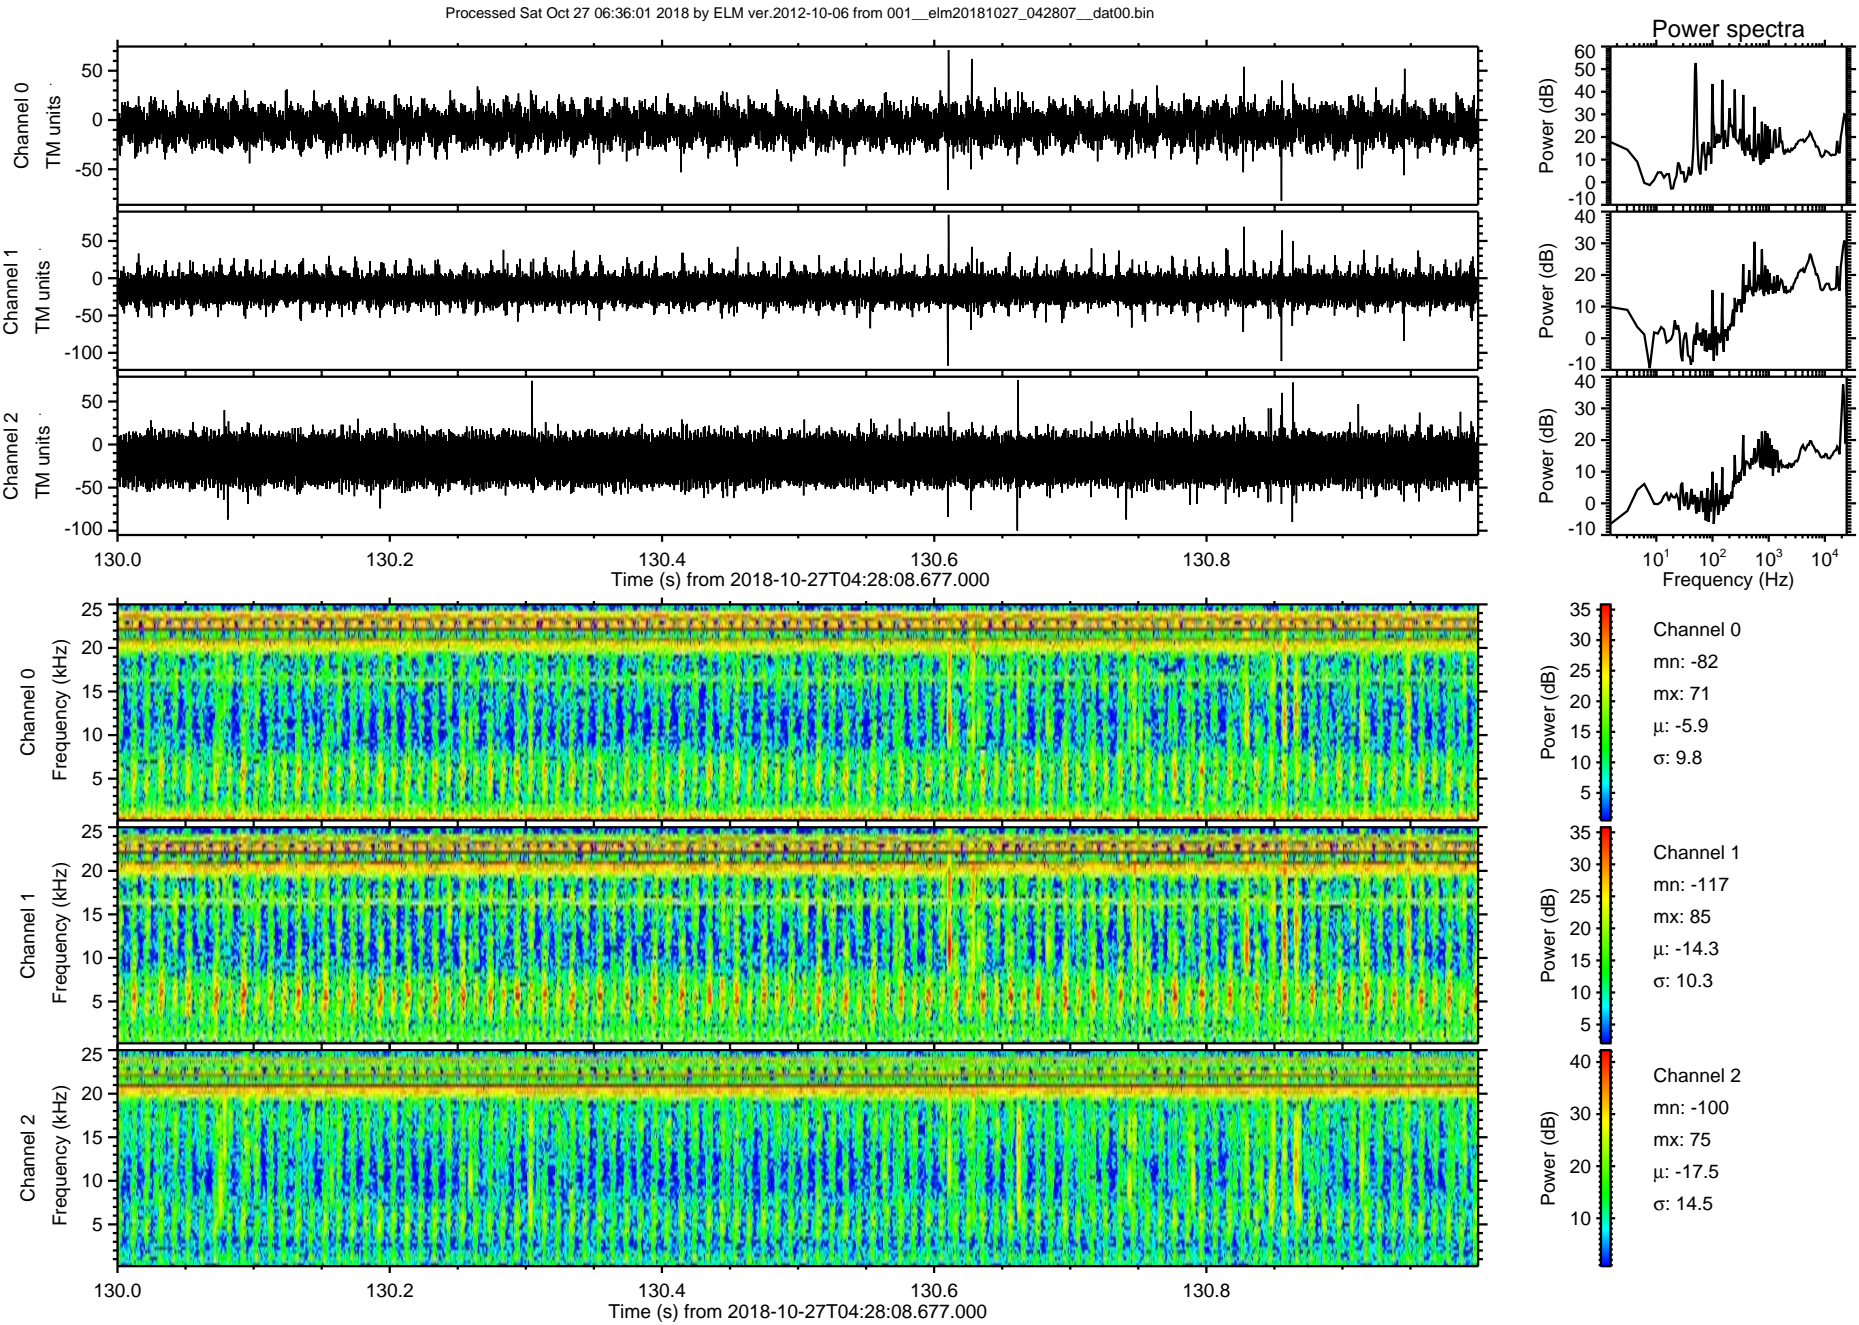 Processed Sat Oct 27 06:36:01 2018 by ELM ver.2012-10-06 from 001__elm20181027_042807__dat00.bin
Power spectra
Channel 0
TM units
50
0
-50
Power (dB)
60
50
40
30
20
10
0
-10
Channel 1
TM units
50
0
-50
-100
Power (dB)
40
30
20
10
0
-10
Channel 2
TM units
50
0
-50
-100
Power (dB)
40
30
20
10
0
-10
130.0
130.2
130.4
130.6
130.8
Time (s) from 2018-10-27T04:28:08.677.000
10¹
10²
10³
10⁴
Frequency (Hz)
Channel 0
Frequency (kHz)
25
20
15
10
5
Power (dB)
35
30
25
20
15
10
5
Channel 0
mn: -82
mx: 71
μ: -5.9
σ: 9.8
Channel 1
Frequency (kHz)
25
20
15
10
5
Power (dB)
35
30
25
20
15
10
5
Channel 1
mn: -117
mx: 85
μ: -14.3
σ: 10.3
Channel 2
Frequency (kHz)
25
20
15
10
5
Power (dB)
40
30
20
10
Channel 2
mn: -100
mx: 75
μ: -17.5
σ: 14.5
130.0
130.2
130.4
130.6
130.8
Time (s) from 2018-10-27T04:28:08.677.000